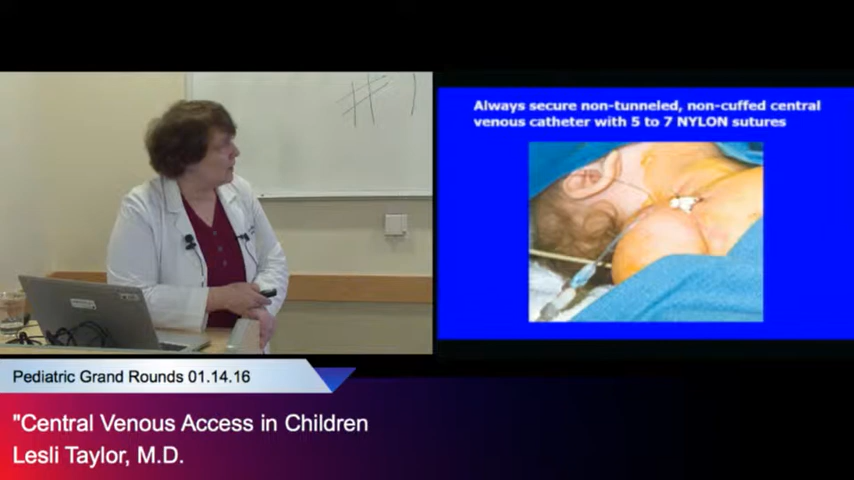 Always secure non-tunneled, non-cuffed central
venous catheter with 5 to 7 NYLON sutures
Pediatric Grand Rounds 01.14.16
"Central Venous Access in Children
Lesli Taylor, M.D.